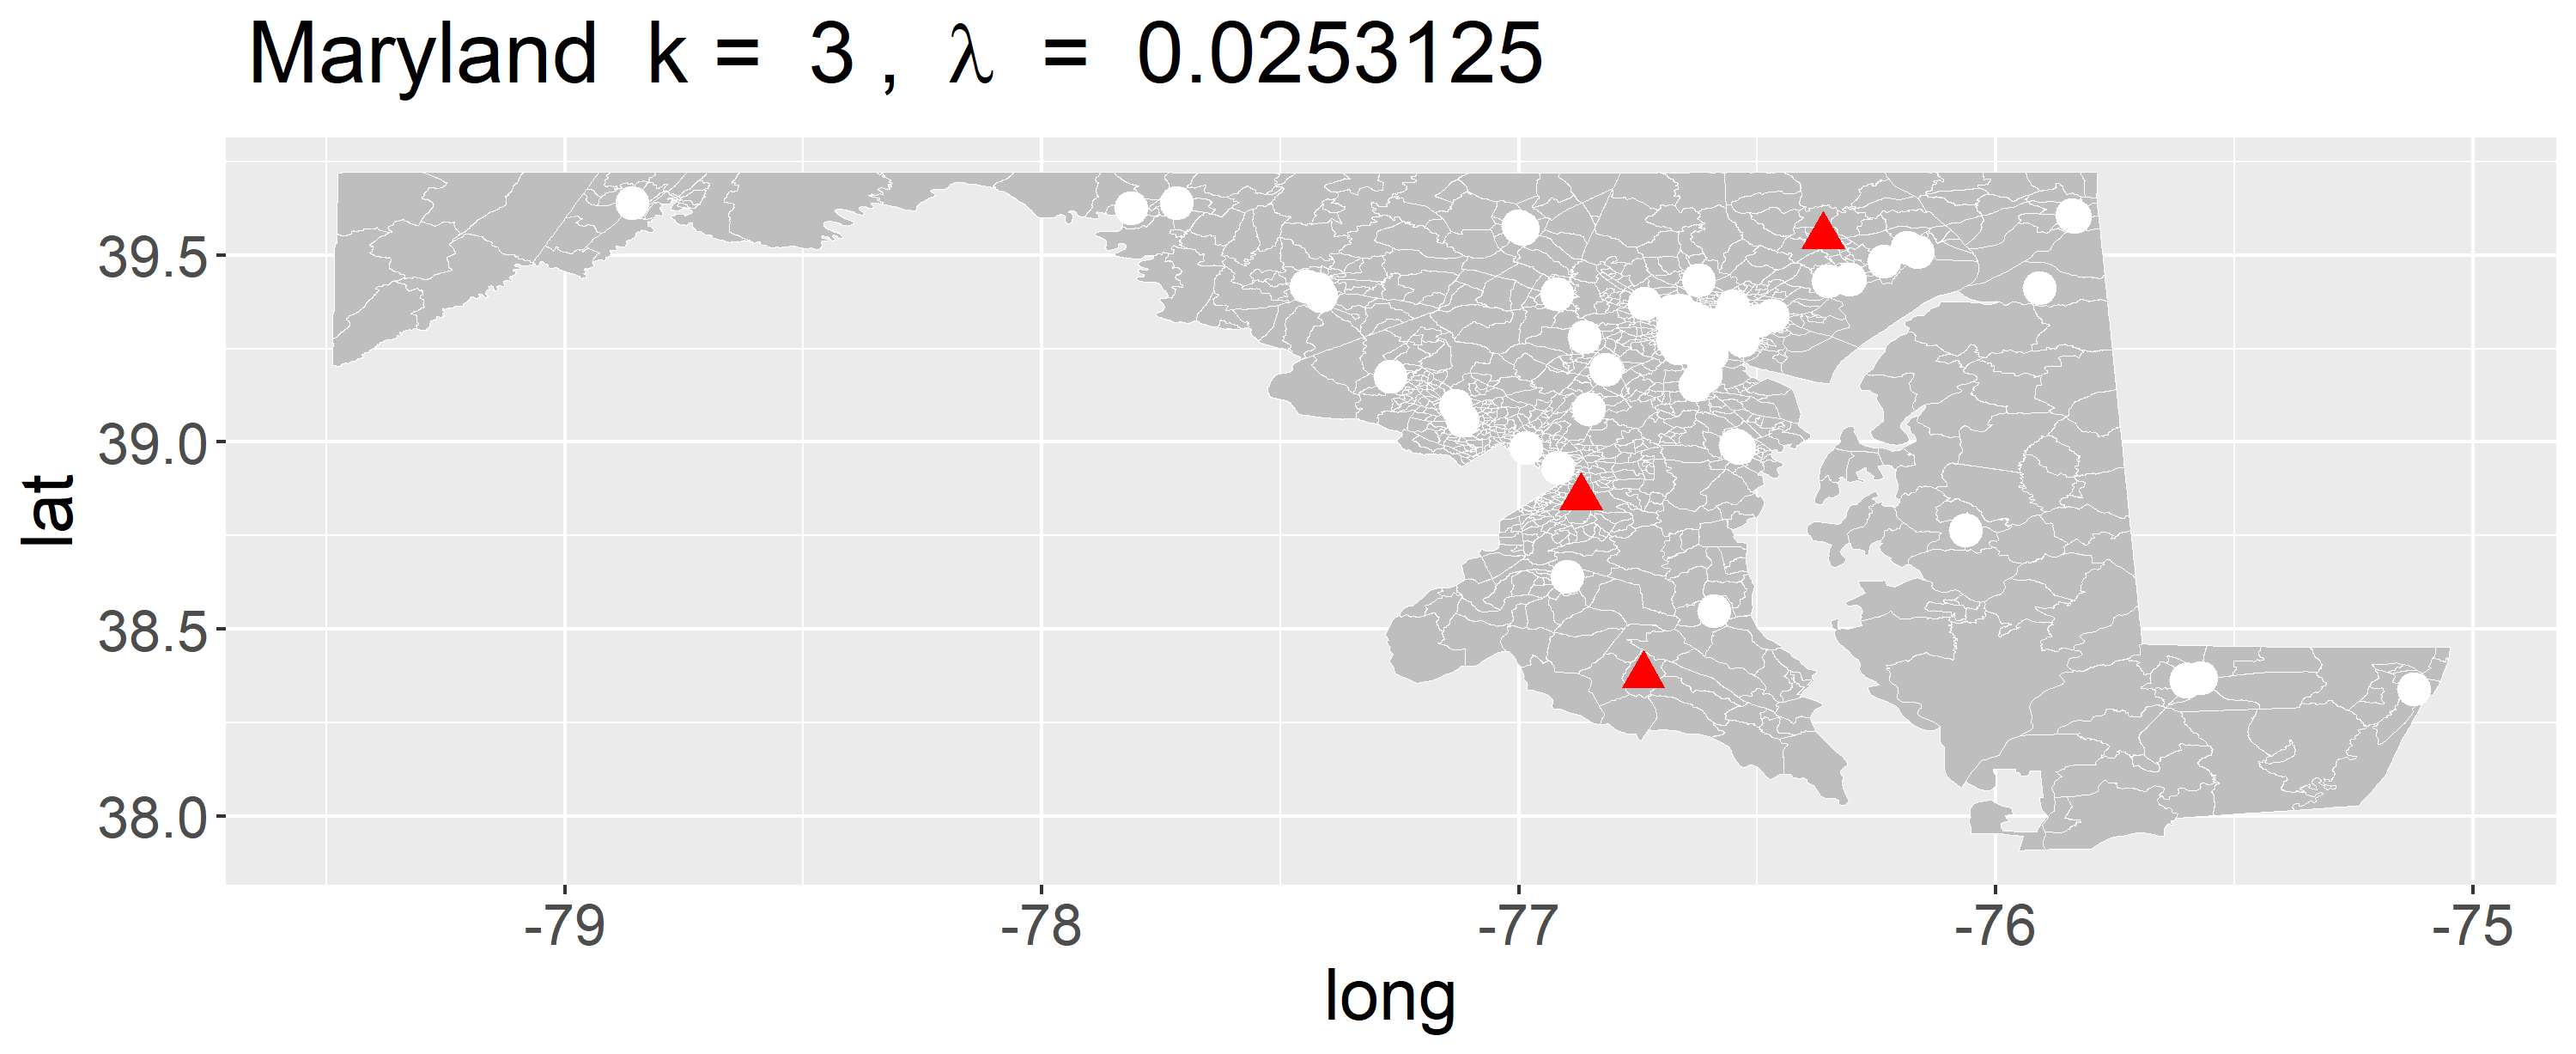 Maryland k = 3 , λ = 0.0253125
lat
39.5
39.0
38.5
38.0
-79 -78 -77 -76 -75
long